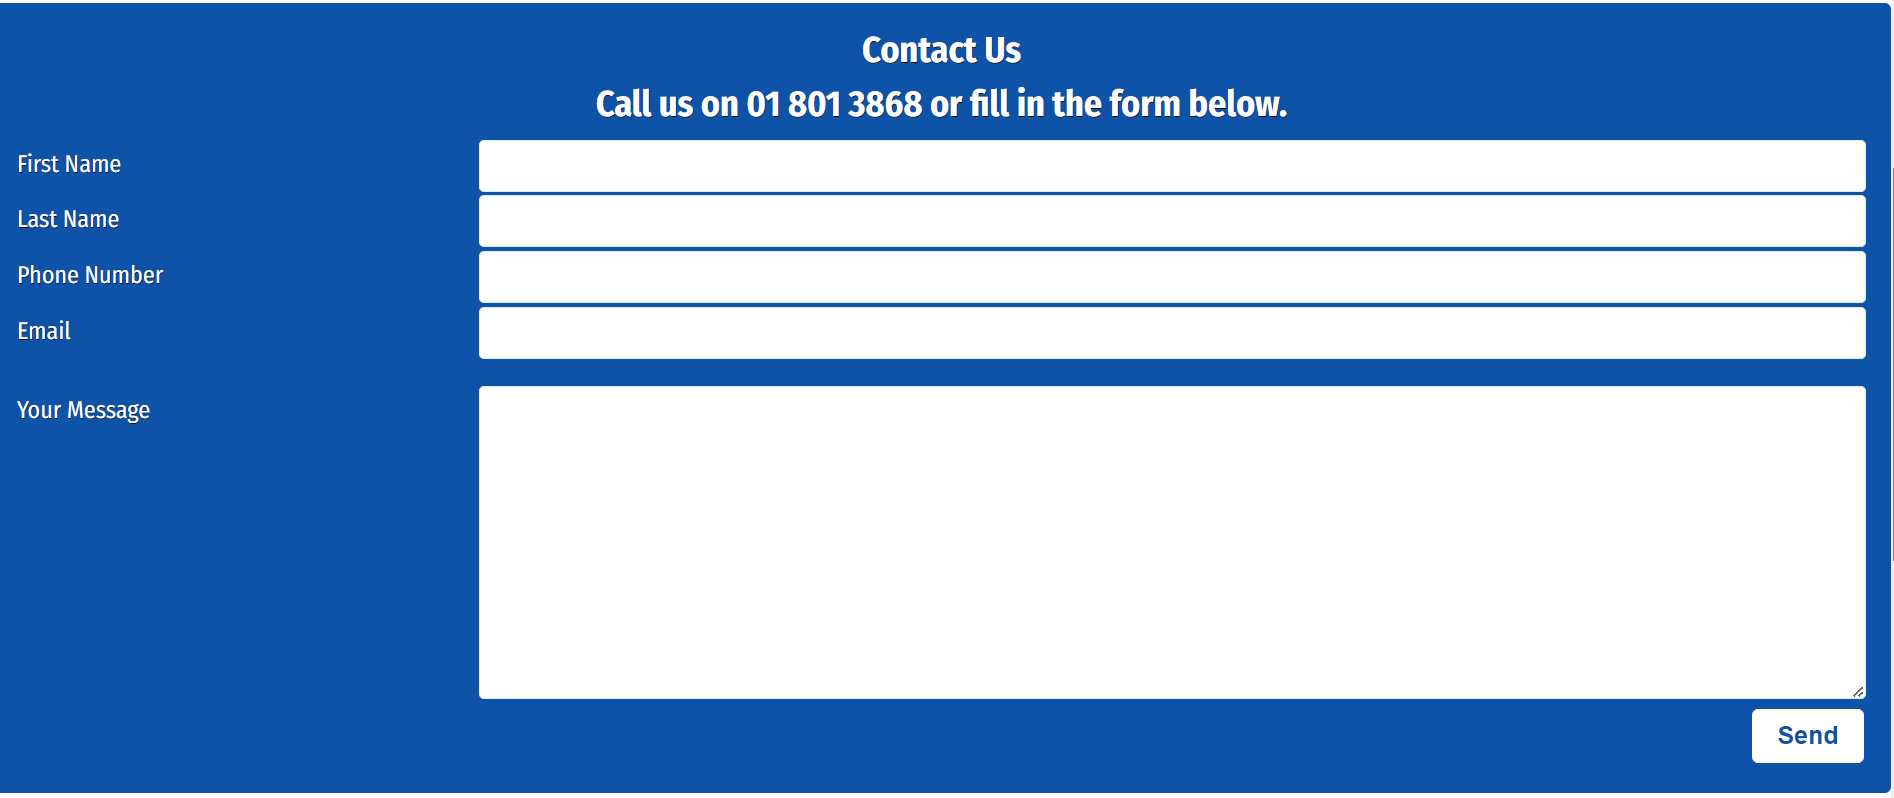 Contact Us
Call us on 01 801 3868 or fill in the form below.
First Name
Last Name
Phone Number
Email
Your Message
Send